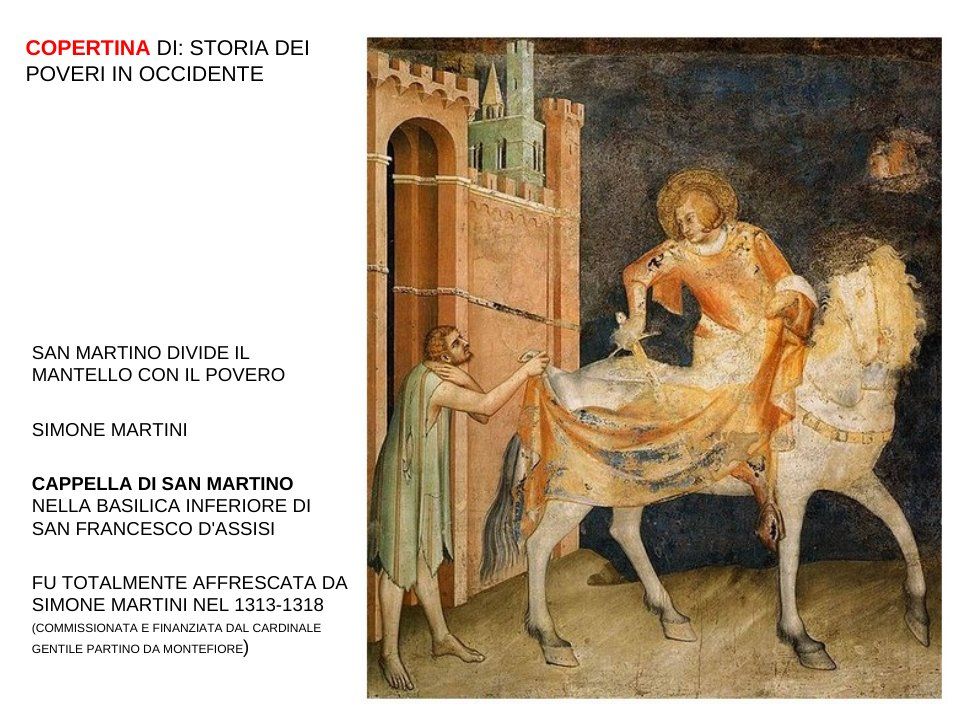 COPERTINA DI: STORIA DEI
POVERI IN OCCIDENTE
SAN MARTINO DIVIDE IL
MANTELLO CON IL POVERO
SIMONE MARTINI
CAPPELLA DI SAN MARTINO
NELLA BASILICA INFERIORE DI
SAN FRANCESCO D'ASSISI
FU TOTALMENTE AFFRESCATA DA
SIMONE MARTINI NEL 1313-1318
(COMMISSIONATA E FINANZIATA DAL CARDINALE
GENTILE PARTINO DA MONTEFIORE)